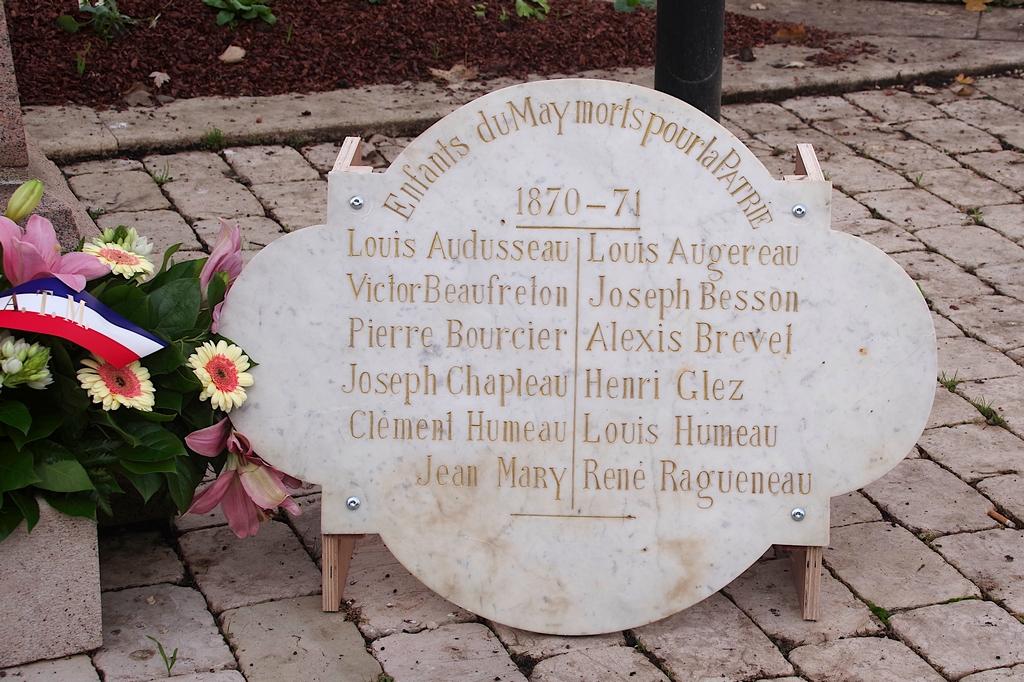 Enfants du May morts pour la PATRIE
1870 - 71
Louis Audusseau Louis Augereau
Victor Beaufreton Joseph Besson
Pierre Bourcier Alexis Brevet
Joseph Chapleau Henri Glez
Clément Humeau Louis Humeau
Jean Mary René Ragueneau